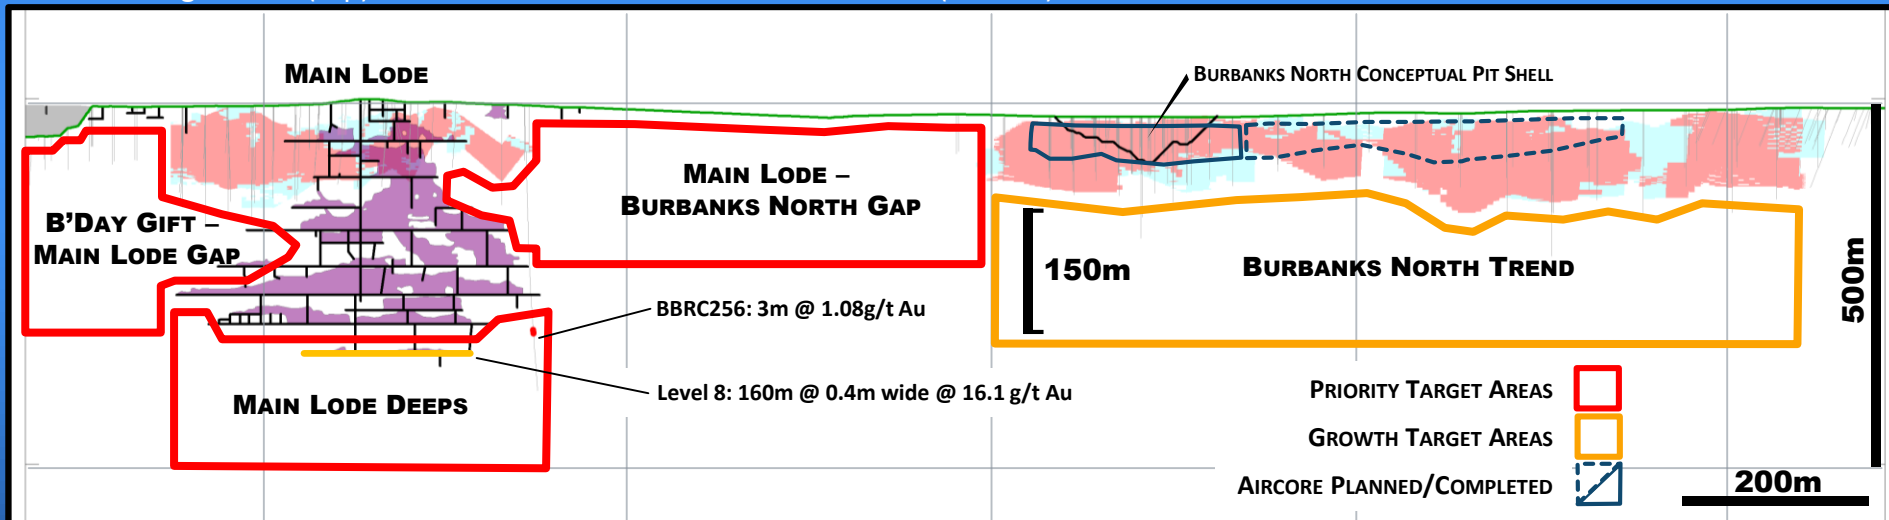 MAIN LODE
BURBANKS NORTH CONCEPTUAL PIT SHELL
MAIN LODE –
BURBANKS NORTH GAP
B'DAY GIFT –
MAIN LODE GAP
150m
BURBANKS NORTH TREND
500m
BBRC256: 3m @ 1.08g/t Au
Level 8: 160m @ 0.4m wide @ 16.1 g/t Au
MAIN LODE DEEPS
PRIORITY TARGET AREAS
GROWTH TARGET AREAS
AIRCORE PLANNED/COMPLETED
200m